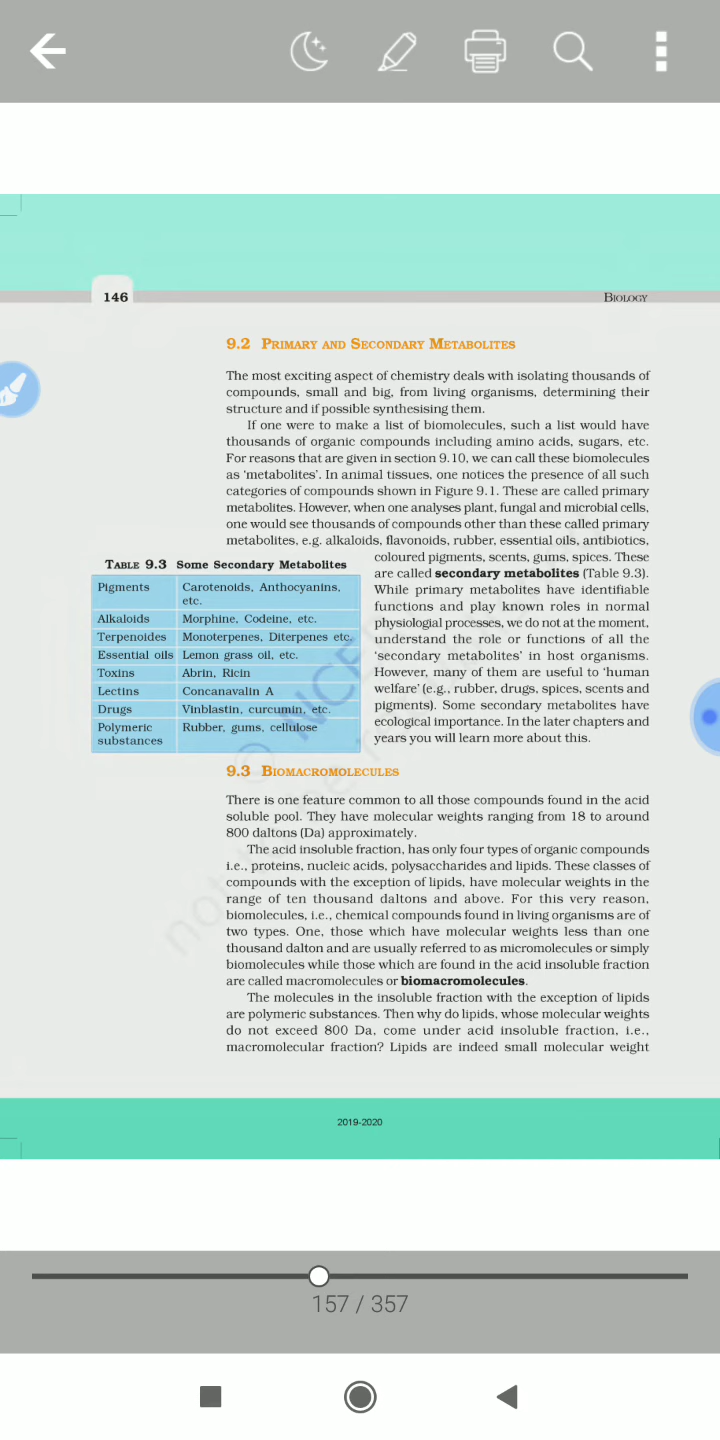 146
BIOLOGY
9.2 PRIMARY AND SECONDARY METABOLITES
The most exciting aspect of chemistry deals with isolating thousands of
compounds, small and big, from living organisms, determining their
structure and if possible synthesising them.
If one were to make a list of biomolecules, such a list would have
thousands of organic compounds including amino acids, sugars, etc.
For reasons that are given in section 9.10, we can call these biomolecules
as ‘metabolites’. In animal tissues, one notices the presence of all such
categories of compounds shown in Figure 9.1. These are called primary
metabolites. However, when one analyses plant, fungal and microbial cells,
one would see thousands of compounds other than these called primary
metabolites, e.g. alkaloids, flavonoids, rubber, essential oils, antibiotics,
coloured pigments, scents, gums, spices. These
are called secondary metabolites (Table 9.3).
While primary metabolites have identifiable
functions and play known roles in normal
physiologial processes, we do not at the moment,
understand the role or functions of all the
‘secondary metabolites’ in host organisms.
However, many of them are useful to ‘human
welfare’ (e.g., rubber, drugs, spices, scents and
pigments). Some secondary metabolites have
ecological importance. In the later chapters and
years you will learn more about this.
TABLE 9.3 Some Secondary Metabolites
Pigments Carotenoids, Anthocyanins,
etc.
Alkaloids Morphine, Codeine, etc.
Terpenoides Monoterpenes, Diterpenes etc.
Essential oils Lemon grass oil, etc.
Toxins Abrin, Ricin
Lectins Concanavalin A
Drugs Vinblastin, curcumin, etc.
Polymeric Rubber, gums, cellulose
substances
9.3 BIOMACROMOLECULES
There is one feature common to all those compounds found in the acid
soluble pool. They have molecular weights ranging from 18 to around
800 daltons (Da) approximately.
The acid insoluble fraction, has only four types of organic compounds
i.e., proteins, nucleic acids, polysaccharides and lipids. These classes of
compounds with the exception of lipids, have molecular weights in the
range of ten thousand daltons and above. For this very reason,
biomolecules, i.e., chemical compounds found in living organisms are of
two types. One, those which have molecular weights less than one
thousand dalton and are usually referred to as micromolecules or simply
biomolecules while those which are found in the acid insoluble fraction
are called macromolecules or biomacromolecules.
The molecules in the insoluble fraction with the exception of lipids
are polymeric substances. Then why do lipids, whose molecular weights
do not exceed 800 Da, come under acid insoluble fraction, i.e.,
macromolecular fraction? Lipids are indeed small molecular weight
2019-2020
157 / 357